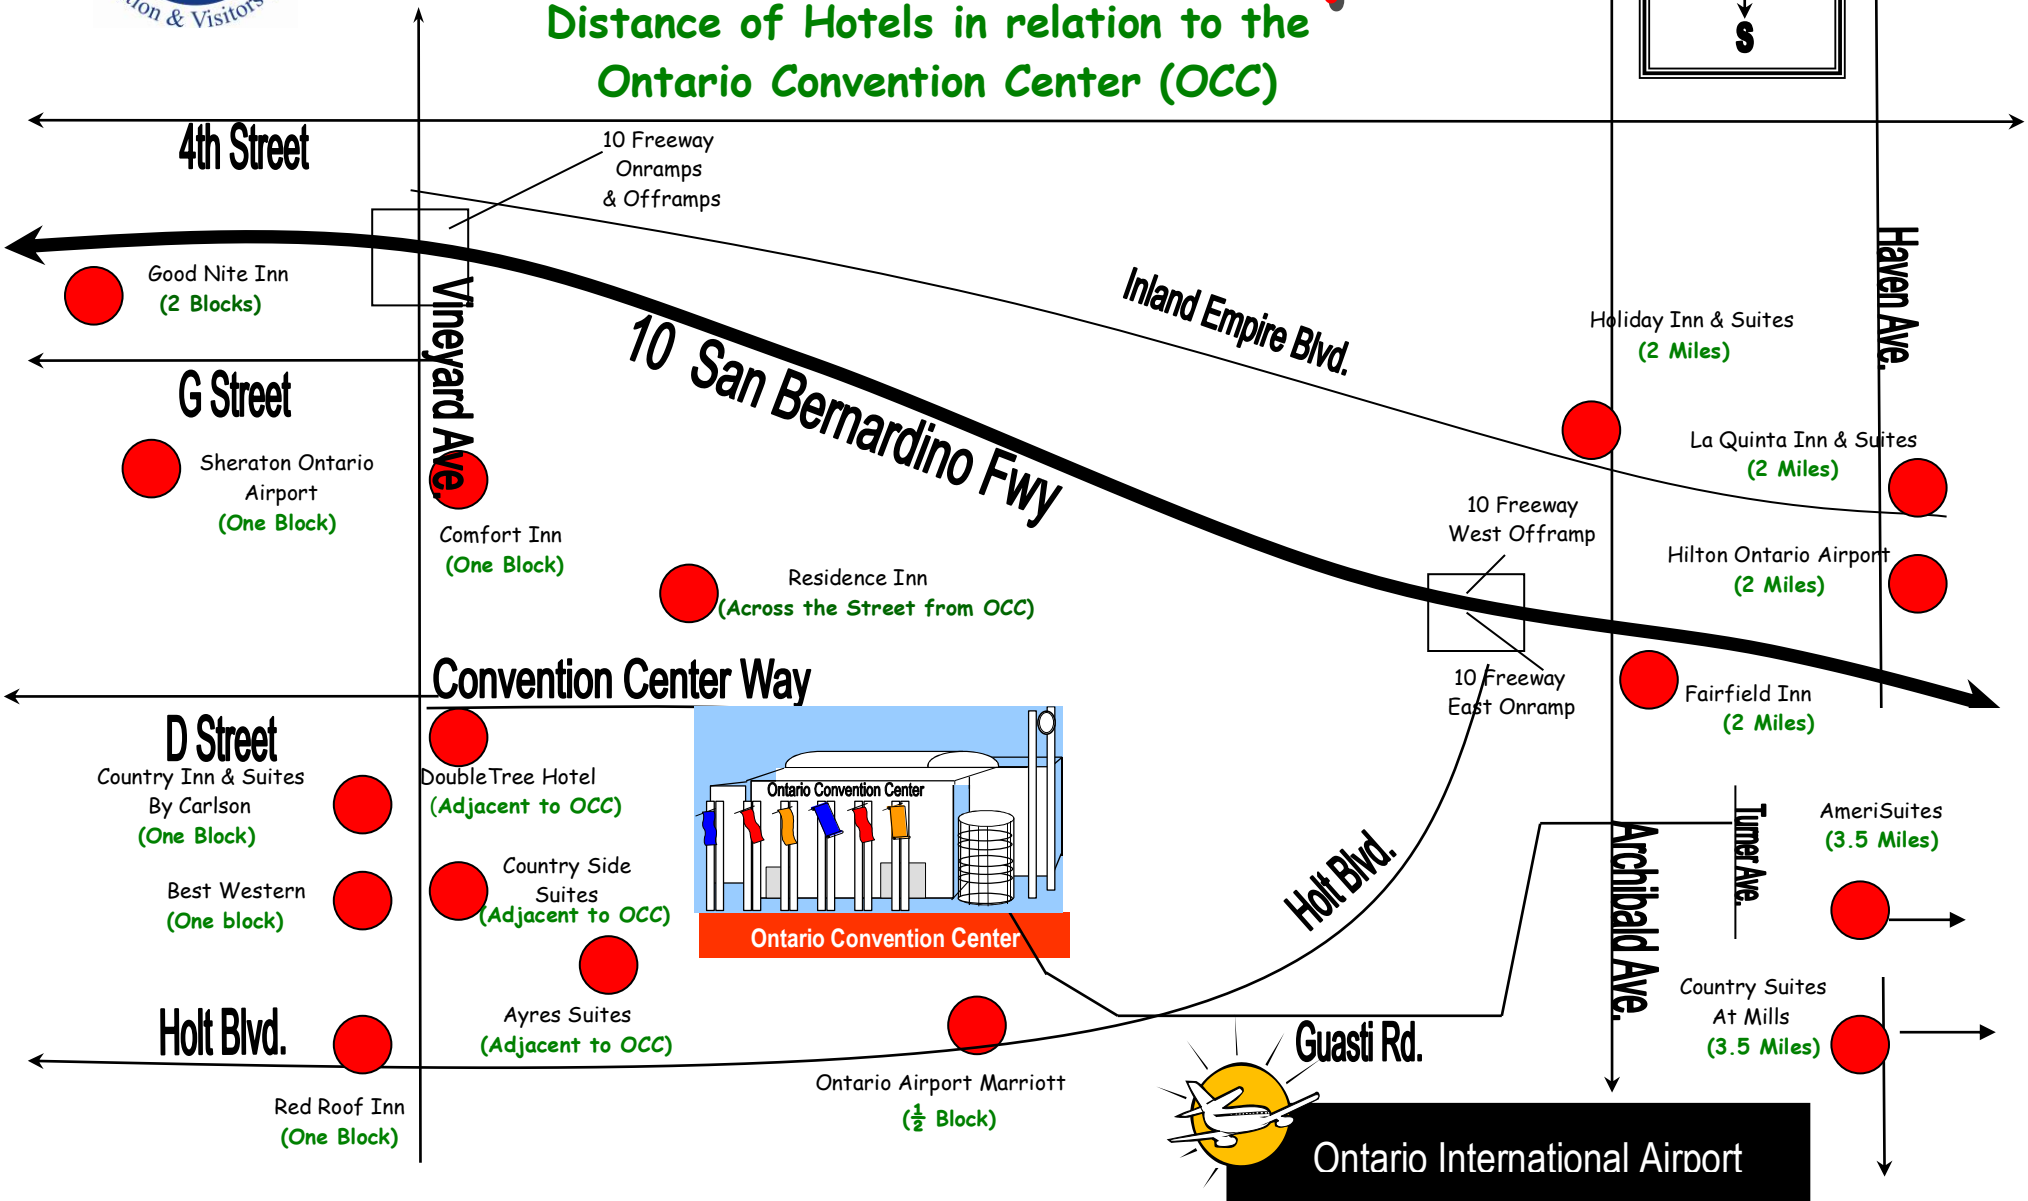 & Visitors
Distance of Hotels in relation to the
Ontario Convention Center (OCC)
S
4th Street
10 Freeway
Onramps
& Offramps
Good Nite Inn
(2 Blocks)
Vineyard Ave.
Inland Empire Blvd.
Haven Ave.
10 San Bernardino Fwy
Holiday Inn & Suites
(2 Miles)
G Street
Sheraton Ontario
Airport
(One Block)
Comfort Inn
(One Block)
La Quinta Inn & Suites
(2 Miles)
10 Freeway
West Offramp
Hilton Ontario Airport
(2 Miles)
Residence Inn
(Across the Street from OCC)
Convention Center Way
10 Freeway
East Onramp
Fairfield Inn
(2 Miles)
D Street
Country Inn & Suites
By Carlson
(One Block)
DoubleTree Hotel
(Adjacent to OCC)
Ontario Convention Center
Turner Ave.
AmeriSuites
(3.5 Miles)
Best Western
(One block)
Country Side
Suites
(Adjacent to OCC)
Ontario Convention Center
Holt Blvd.
Archibald Ave.
Country Suites
At Mills
(3.5 Miles)
Holt Blvd.
Ayres Suites
(Adjacent to OCC)
Guasti Rd.
Ontario Airport Marriott
(½ Block)
Red Roof Inn
(One Block)
Ontario International Airport